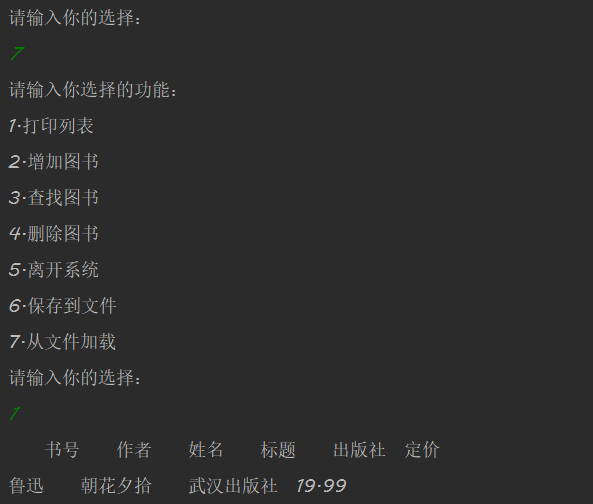 请输入你的选择：
7
请输入你选择的功能：
1.打印列表
2.增加图书
3.查找图书
4.删除图书
5.离开系统
6.保存到文件
7.从文件加载
请输入你的选择：
1
书号 作者 姓名 标题 出版社 定价
鲁迅 朝花夕拾 武汉出版社 19.99